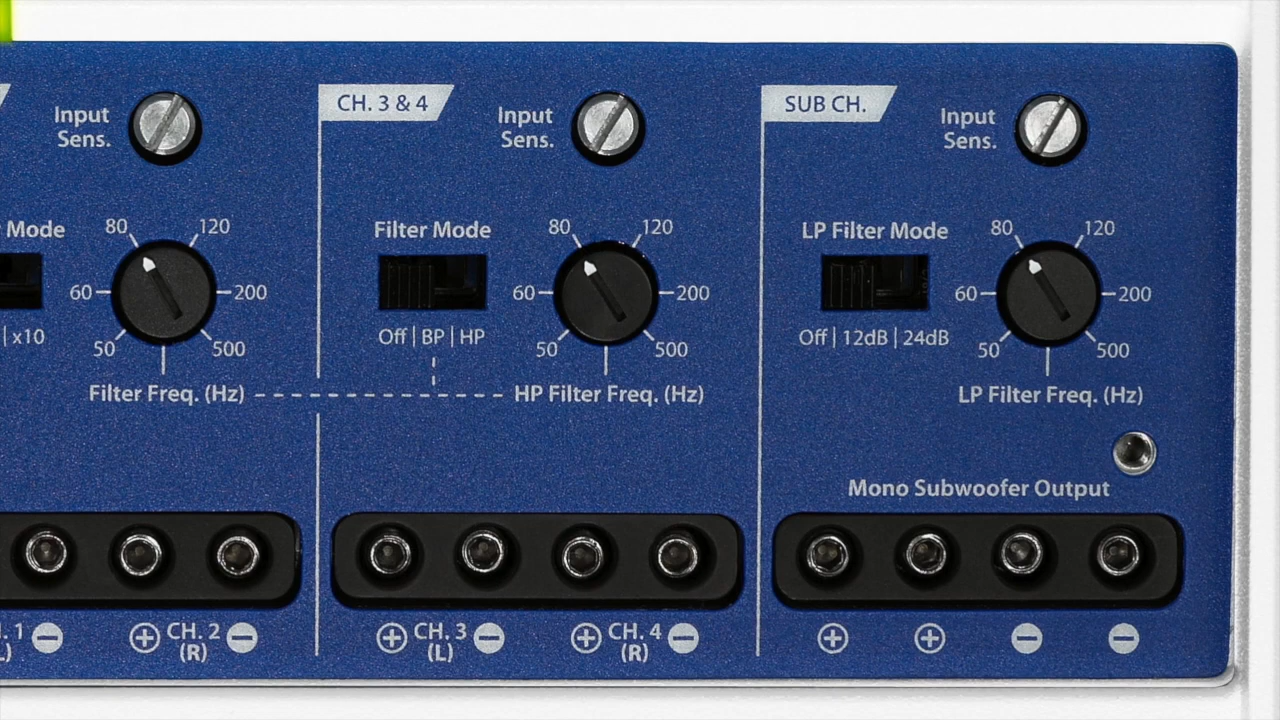 Input
Sens.
80
120
Mode
60
200
| x10
50
500
Filter Freq. (Hz)
CH. 2
(R)
CH. 3 & 4
Input
Sens.
80
120
Filter Mode
60
200
Off | BP | HP
50
500
HP Filter Freq. (Hz)
CH. 3
(L)
CH. 4
(R)
SUB CH.
Input
Sens.
80
120
LP Filter Mode
60
200
Off | 12dB | 24dB
50
500
LP Filter Freq. (Hz)
Mono Subwoofer Output